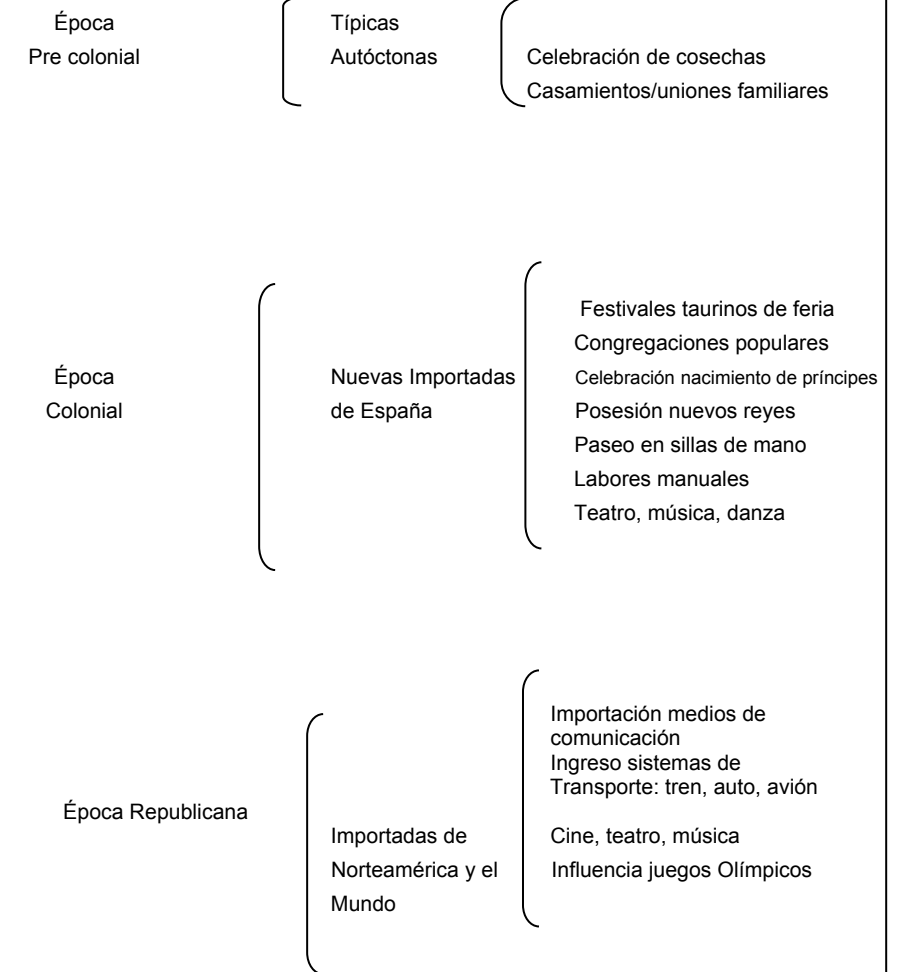 Época
Pre colonial
Típicas
Autóctonas
Celebración de cosechas
Casamientos/uniones familiares
Época
Colonial
Nuevas Importadas
de España
Festivales taurinos de feria
Congregaciones populares
Celebración nacimiento de príncipes
Posesión nuevos reyes
Paseo en sillas de mano
Labores manuales
Teatro, música, danza
Época Republicana
Importadas de
Norteamérica y el
Mundo
Importación medios de
comunicación
Ingreso sistemas de
Transporte: tren, auto, avión
Cine, teatro, música
Influencia juegos Olímpicos